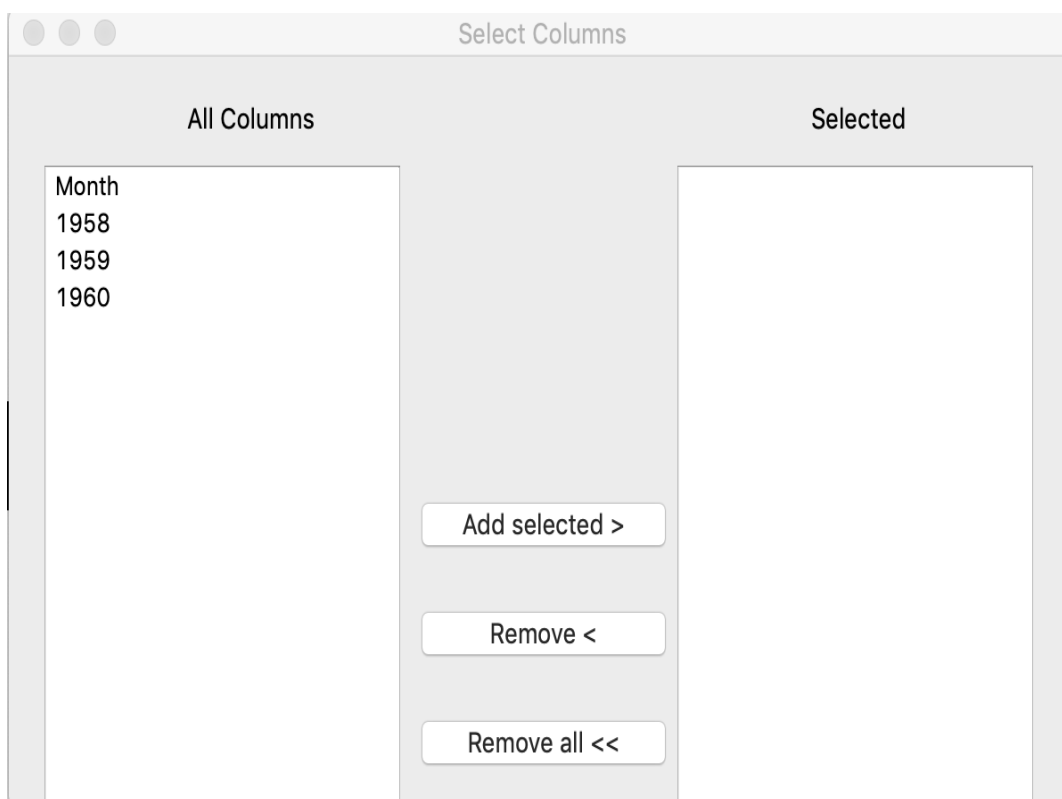 Select Columns
All Columns
Selected
Month
1958
1959
1960
Add selected >
Remove <
Remove all <<